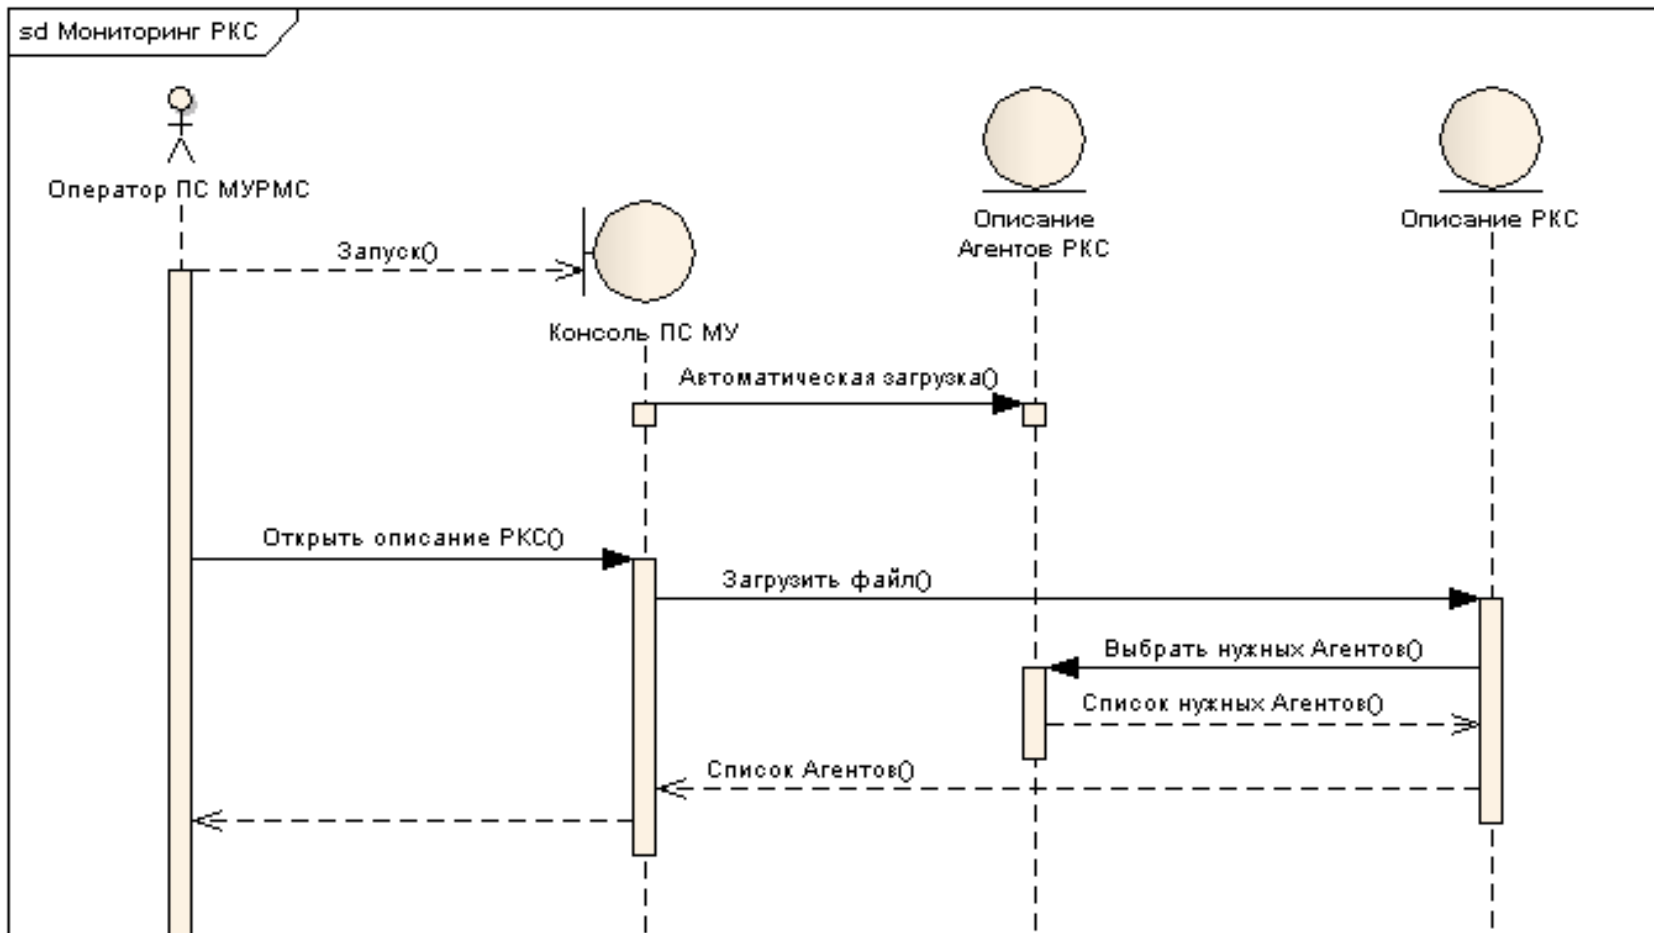 sd Мониторинг РКС
Оператор ПС МУРМС
Описание
Агентов РКС
Описание РКС
Запуск()
Консоль ПС МУ
Автоматическая загрузка()
Открыть описание РКС()
Загрузить файл()
Выбрать нужных Агентов()
Список нужных Агентов()
Список Агентов()